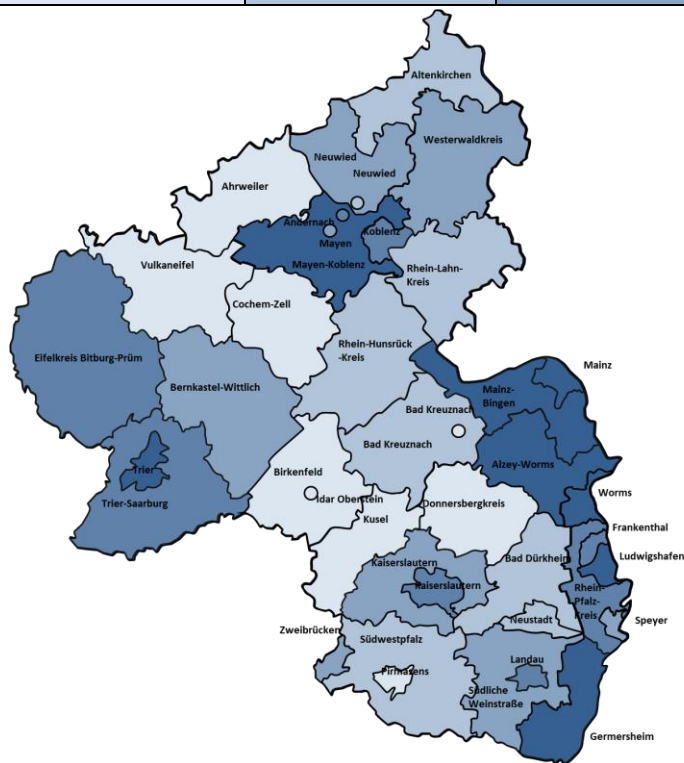 Altenkirchen
Westerwaldkreis
Neuwied
Neuwied
Ahrweiler
Andernach
Koblenz
Mayen
Mayen-Koblenz
Vulkaneifel
Rhein-Lahn-
Kreis
Cochem-Zell
Rhein-Hunsrück
-Kreis
Eifelkreis Bitburg-Prüm
Bernkastel-Wittlich
Mainz
Mainz-
Bingen
Bad Kreuznach
Bad Kreuznach
Alzey-Worms
Trier
Birkenfeld
Trier-Saarburg
Idar Oberstein
Donnersbergkreis
Worms
Kusel
Frankenthal
Ludwigshafen
Kaiserslautern
Bad Dürkheim
Kaiserslautern
Rhein-
Pfalz-
Kreis
Neustadt
Speyer
Zweibrücken
Südwestpfalz
Landau
Pirmasens
Südliche
Weinstraße
Germersheim